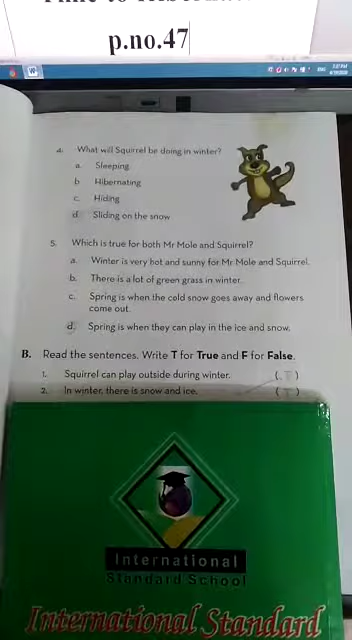 p.no.47
4. What will Squirrel be doing in winter?
a. Sleeping
b. Hibernating
c. Hiding
d. Sliding on the snow
5. Which is true for both Mr Mole and Squirrel?
a. Winter is very hot and sunny for Mr Mole and Squirrel.
b. There is a lot of green grass in winter.
c. Spring is when the cold snow goes away and flowers
come out.
d. Spring is when they can play in the ice and snow.
B. Read the sentences. Write T for True and F for False.
1. Squirrel can play outside during winter. ( )
2. In winter, there is snow and ice. (T)
International
Standard School
International Standard